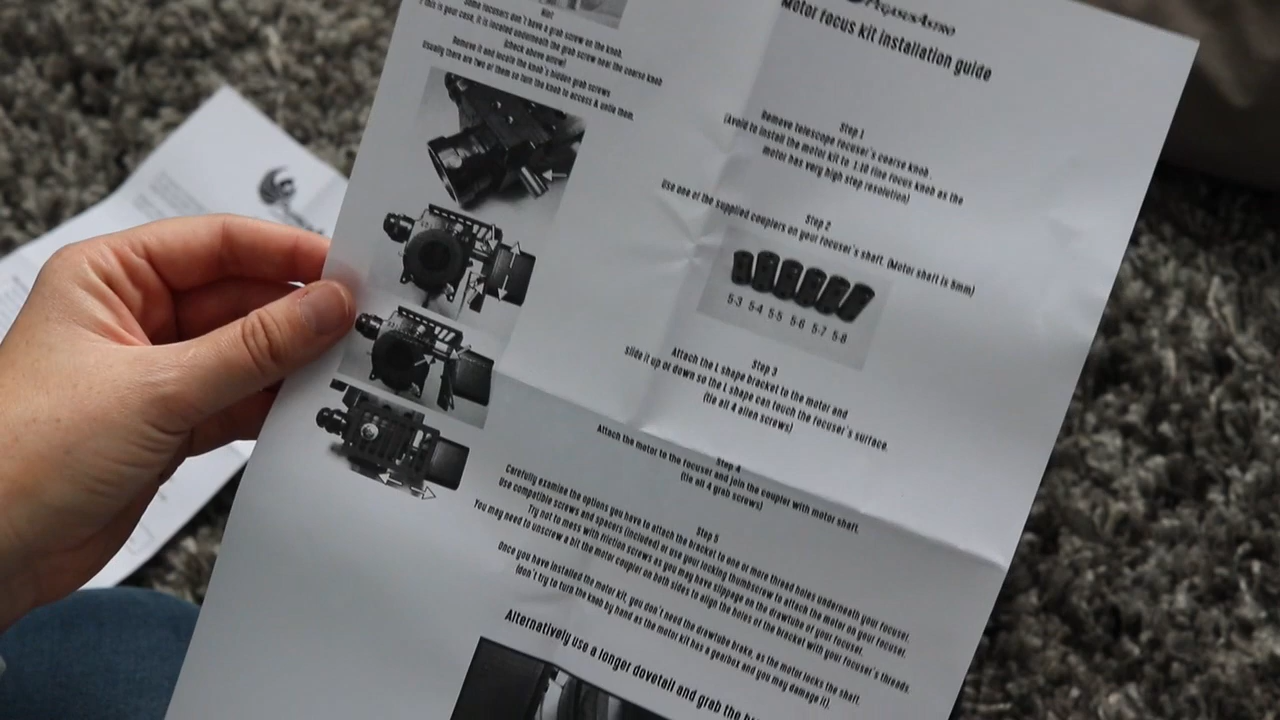 Hint
Some focusers don't have a grab screw on the knob.
If this is your case, it is located underneath the grab screw near the coarse knob
(check above arrow)
Remove it and locate the knob's hidden grab screws
Usually there are two of them so turn the knob to access & untie them.
PegasusAstro
Motor focus kit installation guide
Step 1
Remove telescope focuser's coarse knob.
(Avoid to install the motor kit to 1:10 fine focus knob as the
motor has very high step resolution)
Step 2
Use one of the supplied couplers on your focuser's shaft. (Motor shaft is 5mm)
5-3 5-4 5-5 5-6 5-7 5-8
Step 3
Attach the L shape bracket to the motor and
slide it up or down so the L shape can touch the focuser's surface.
(tie all 4 allen screws)
Step 4
Attach the motor to the focuser and join the coupler with motor shaft.
(tie all 4 grab screws)
Step 5
Carefully examine the options you have to attach the bracket to one or more thread holes underneath your focuser.
Use compatible screws and spacers (included) or use your locking thumbscrew to attach the motor on your focuser.
Try not to mess with friction screws as you may have slippage on the drawtube of your focuser.
You may need to unscrew a bit the motor coupler on both sides to align the holes of the bracket with your focuser's threads.
Once you have installed the motor kit, you don't need the drawtube brake, as the motor locks the shaft.
(don't try to turn the knob by hand as the motor kit has a gearbox and you may damage it).
Alternatively use a longer dovetail and grab the